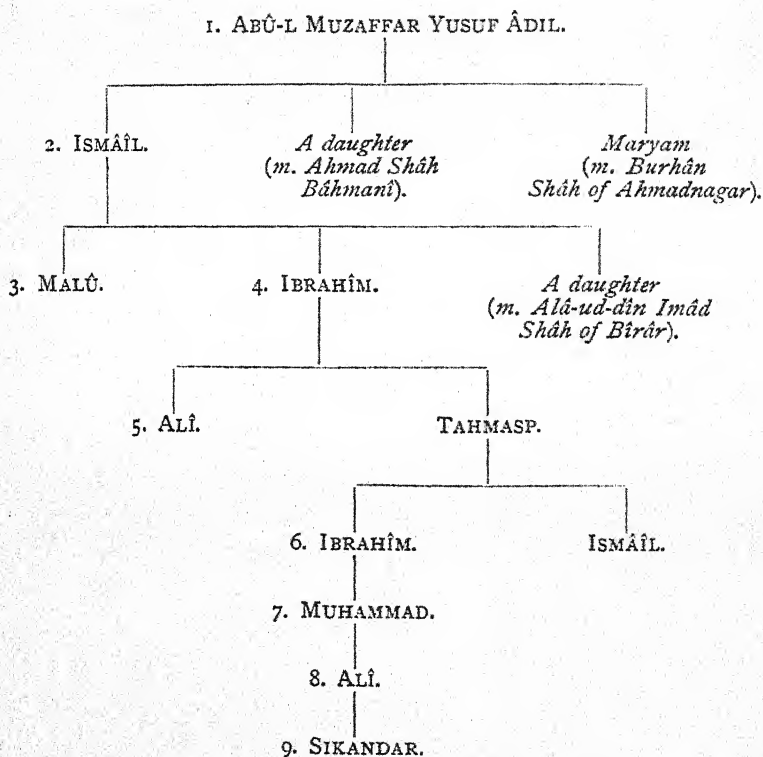 1. ABÛ-L MUZAFFAR YUSUF ÂDIL.
2. ISMÂÎL.
A daughter
(m. Ahmad Shâh
Bâhmanî).
Maryam
(m. Burhân
Shâh of Ahmadnagar).
3. MALÛ.
4. IBRAHÎM.
A daughter
(m. Alâ-ud-dîn Imâd
Shâh of Bîrâr).
5. ALÎ.
TAHMASP.
6. IBRAHÎM.
ISMÂÎL.
7. MUHAMMAD.
8. ALÎ.
9. SIKANDAR.